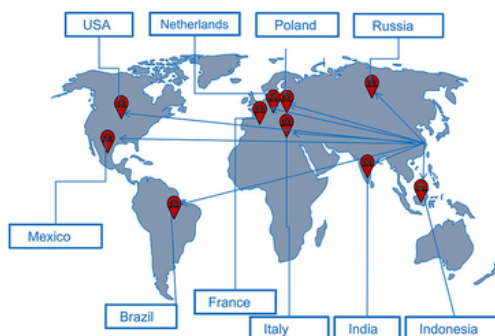 USA
Netherlands
Poland
Russia
Mexico
Brazil
France
Italy
India
Indonesia